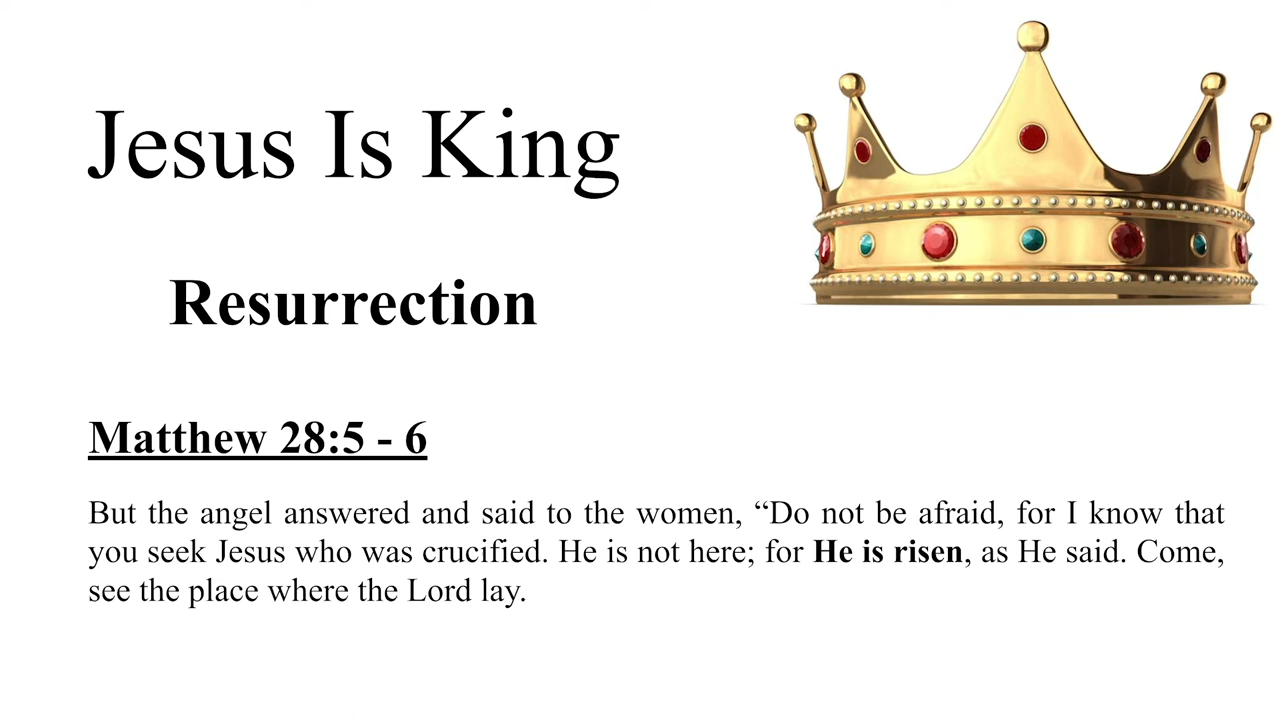 Jesus Is King
Resurrection
Matthew 28:5 - 6
But the angel answered and said to the women, “Do not be afraid, for I know that
you seek Jesus who was crucified. He is not here; for He is risen, as He said. Come,
see the place where the Lord lay.